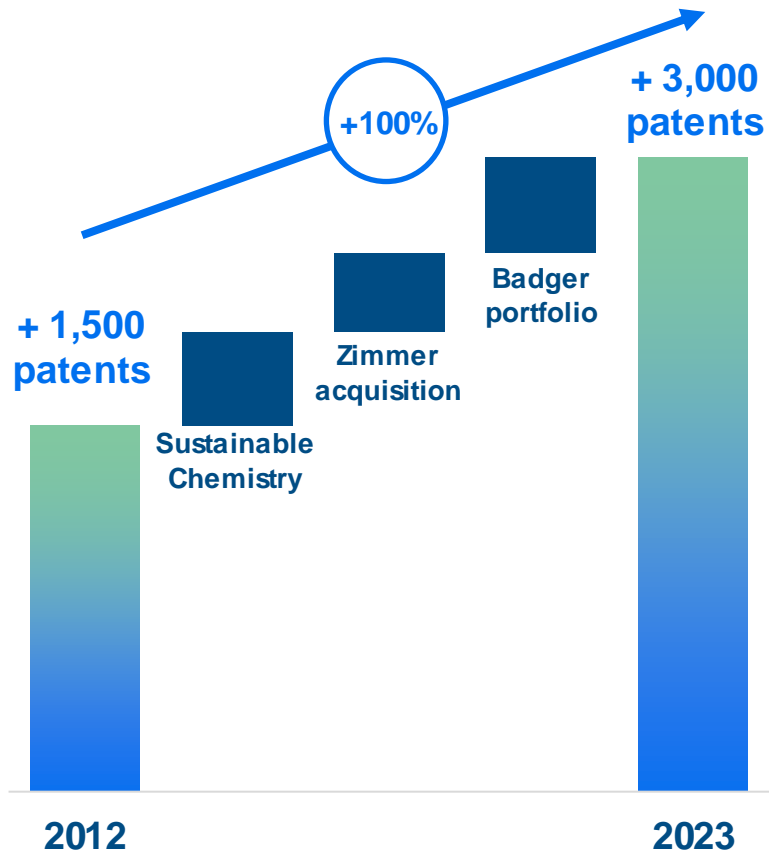 +100%
+ 3,000
patents
Badger
portfolio
+ 1,500
patents
Zimmer
acquisition
Sustainable
Chemistry
2012
2023